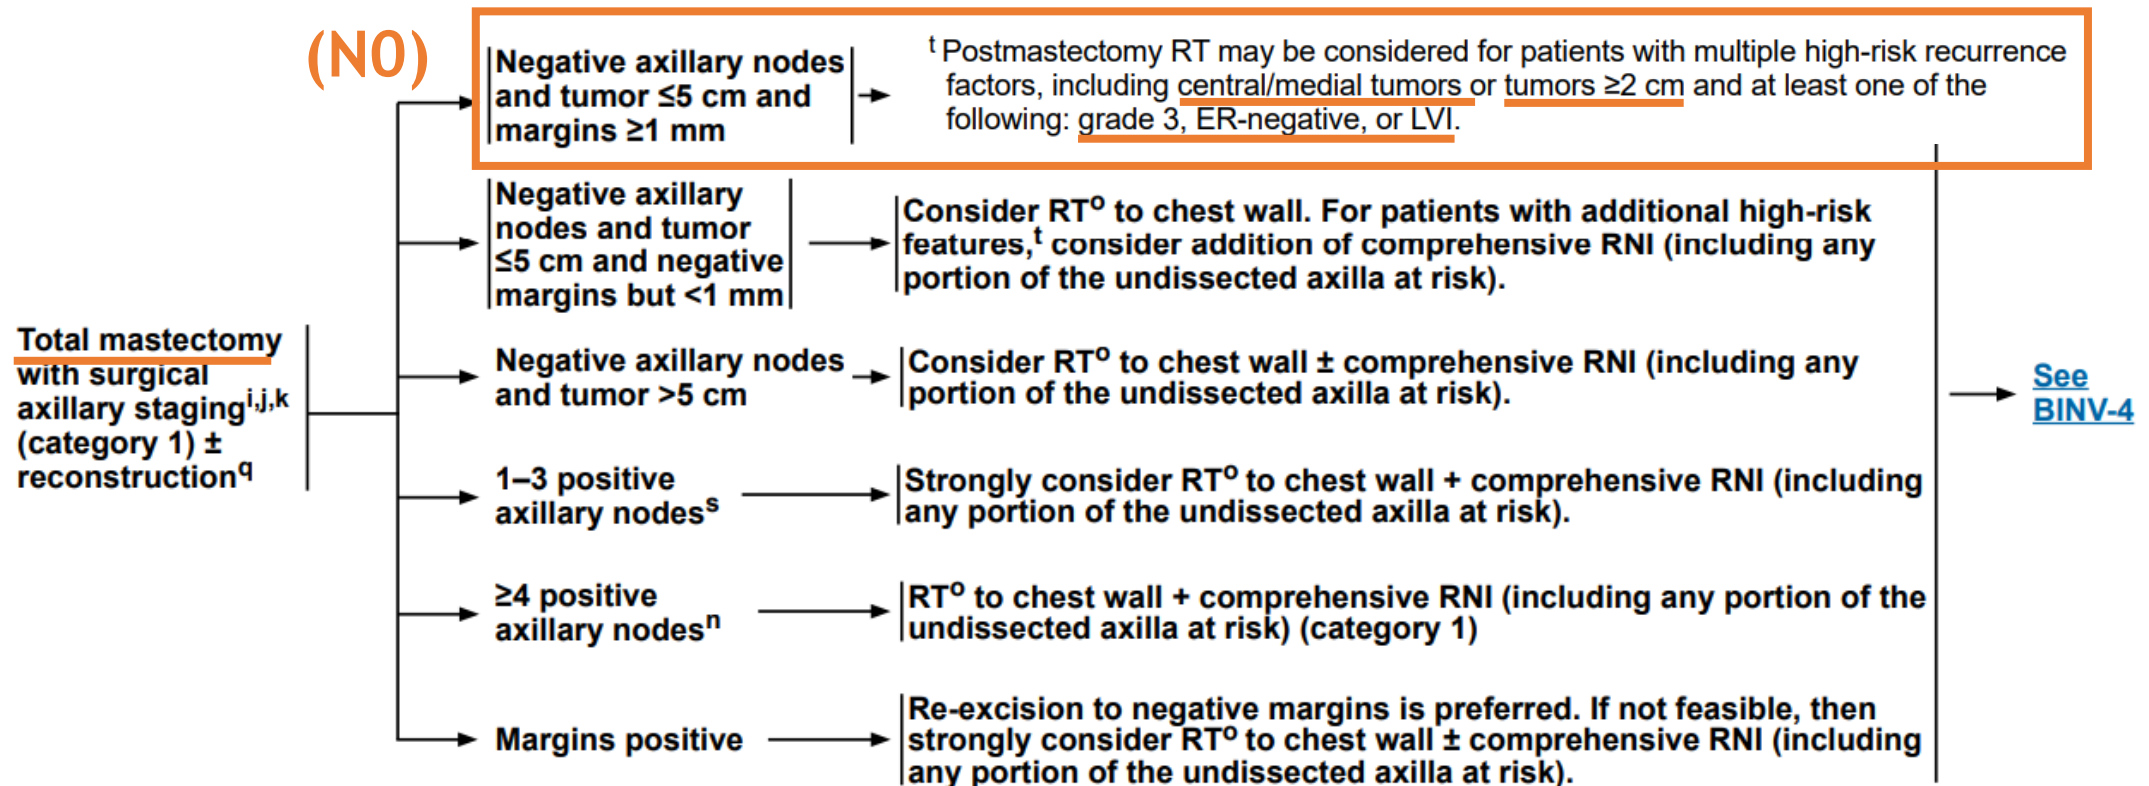 (N0)
Negative axillary nodes
and tumor ≤5 cm and
margins ≥1 mm
t Postmastectomy RT may be considered for patients with multiple high-risk recurrence
factors, including central/medial tumors or tumors ≥2 cm and at least one of the
following: grade 3, ER-negative, or LVI.
Negative axillary
nodes and tumor
≤5 cm and negative
margins but <1 mm
Consider RTᵒ to chest wall. For patients with additional high-risk
features,ᵗ consider addition of comprehensive RNI (including any
portion of the undissected axilla at risk).
Total mastectomy
with surgical
axillary stagingⁱ,ʲ,ᵏ
(category 1) ±
reconstruction^q
Negative axillary nodes
and tumor >5 cm
Consider RTᵒ to chest wall ± comprehensive RNI (including any
portion of the undissected axilla at risk).
See
BINV-4
1–3 positive
axillary nodesˢ
Strongly consider RTᵒ to chest wall + comprehensive RNI (including
any portion of the undissected axilla at risk).
≥4 positive
axillary nodesⁿ
RTᵒ to chest wall + comprehensive RNI (including any portion of the
undissected axilla at risk) (category 1)
Margins positive
Re-excision to negative margins is preferred. If not feasible, then
strongly consider RTᵒ to chest wall ± comprehensive RNI (including
any portion of the undissected axilla at risk).